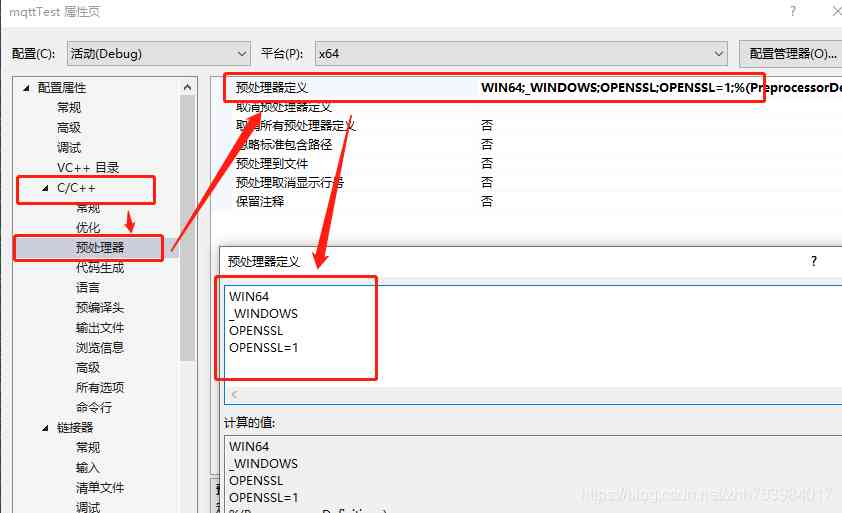 mqttTest 属性页
?
配置(C):
活动(Debug)
平台(P):
x64
配置管理器(O)...
配置属性
常规
高级
调试
VC++ 目录
C/C++
常规
优化
预处理器
代码生成
语言
预编译头
输出文件
浏览信息
高级
所有选项
命令行
链接器
常规
输入
清单文件
调试
预处理器定义
WIN64;_WINDOWS;OPENSSL;OPENSSL=1;%(PreprocessorDe
取消预处理器定义
取消所有预处理器定义
否
忽略标准包含路径
否
预处理到文件
否
预处理取消显示行号
否
保留注释
否
预处理器定义
?
WIN64
_WINDOWS
OPENSSL
OPENSSL=1
计算的值:
WIN64
_WINDOWS
OPENSSL
OPENSSL=1
%(PreprocessorDefinitions)